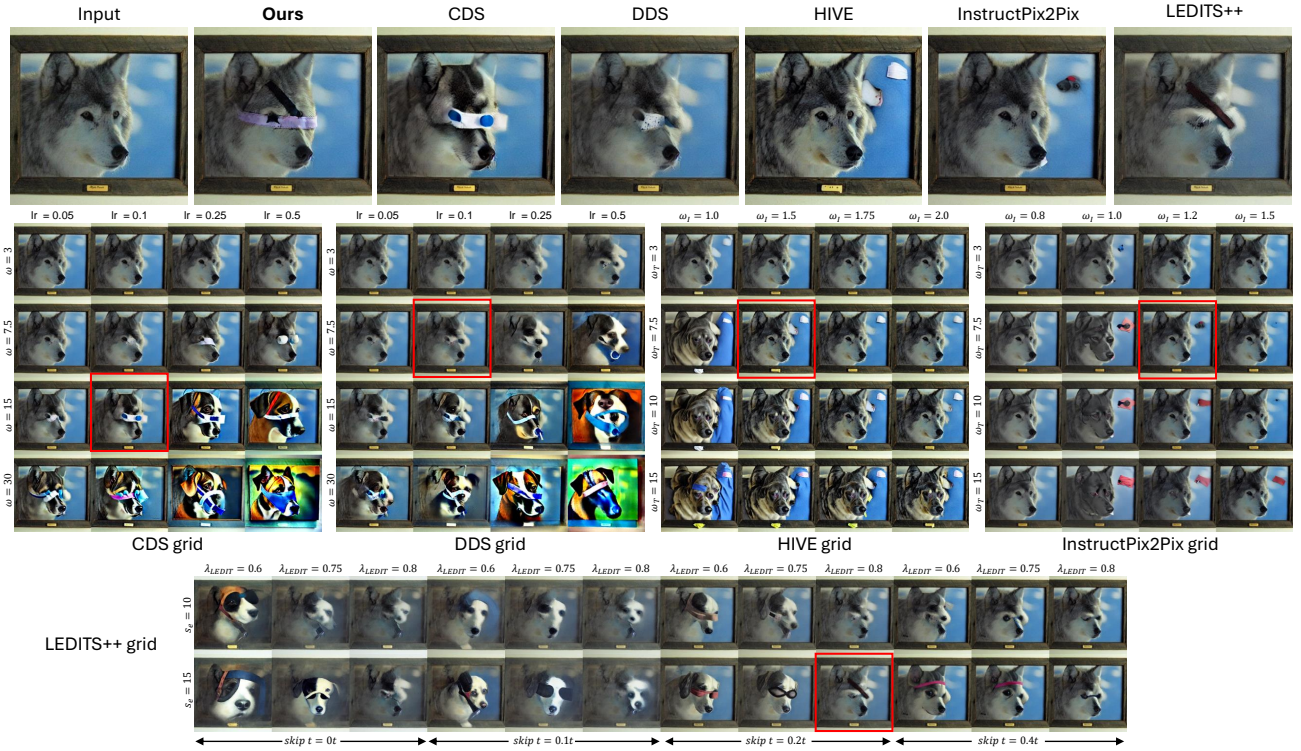 Input Ours CDS DDS HIVE InstructPix2Pix LEDITS++
lr = 0.05 lr = 0.1 lr = 0.25 lr = 0.5 lr = 0.05 lr = 0.1 lr = 0.25 lr = 0.5 ω_I = 1.0 ω_I = 1.5 ω_I = 1.75 ω_I = 2.0 ω_I = 0.8 ω_I = 1.0 ω_I = 1.2 ω_I = 1.5
ω = 3 ω = 3 ω_T = 3 ω_T = 3
ω = 7.5 ω = 7.5 ω_T = 7.5 ω_T = 7.5
ω = 15 ω = 15 ω_T = 10 ω_T = 10
ω = 30 ω = 30 ω_T = 15 ω_T = 15
CDS grid DDS grid HIVE grid InstructPix2Pix grid
λ_LEDIT = 0.6 λ_LEDIT = 0.75 λ_LEDIT = 0.8 λ_LEDIT = 0.6 λ_LEDIT = 0.75 λ_LEDIT = 0.8 λ_LEDIT = 0.6 λ_LEDIT = 0.75 λ_LEDIT = 0.8 λ_LEDIT = 0.6 λ_LEDIT = 0.75 λ_LEDIT = 0.8
s_e = 10
LEDITS++ grid
s_e = 15
skip t = 0t skip t = 0.1t skip t = 0.2t skip t = 0.4t